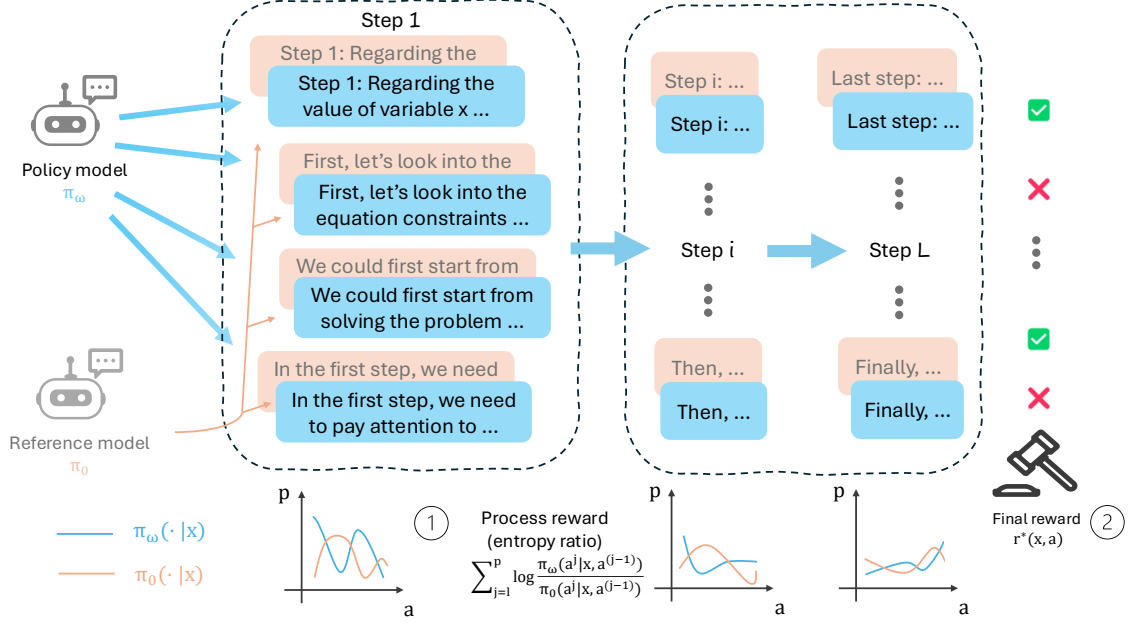 Step 1
Step 1: Regarding the
Step 1: Regarding the
value of variable x ...
First, let's look into the
First, let's look into the
equation constraints ...
We could first start from
We could first start from
solving the problem ...
In the first step, we need
In the first step, we need
to pay attention to ...
Policy model
π_ω
Reference model
π_0
Step i: ...
Step i: ...
Last step: ...
Last step: ...
Step i
Step L
Then, ...
Then, ...
Finally, ...
Finally, ...
π_ω(· |x)
π_0(· |x)
p
a
1
Process reward
(entropy ratio)
∑_{j=l}^{p} log π_ω(a^j|x, a^{(j−1)}) / π_0(a^j|x, a^{(j−1)})
p
a
p
a
Final reward
r*(x, a)
2